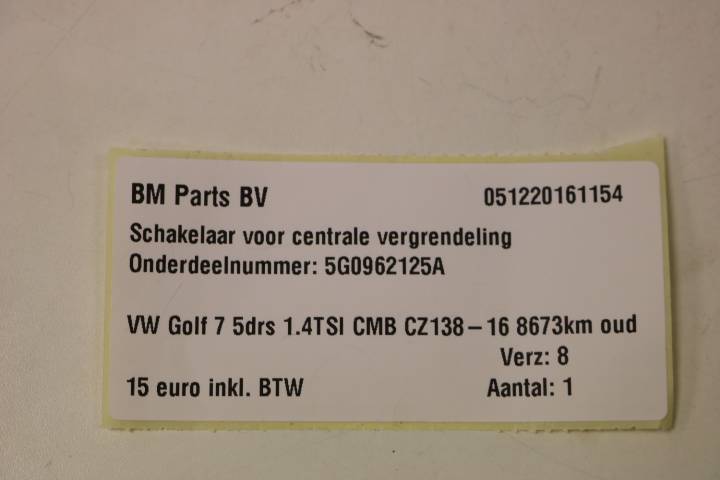 BM Parts BV 051220161154
Schakelaar voor centrale vergrendeling
Onderdeelnummer: 5G0962125A
VW Golf 7 5drs 1.4TSI CMB CZ138-16 8673km oud
Verz: 8
15 euro inkl. BTW Aantal: 1